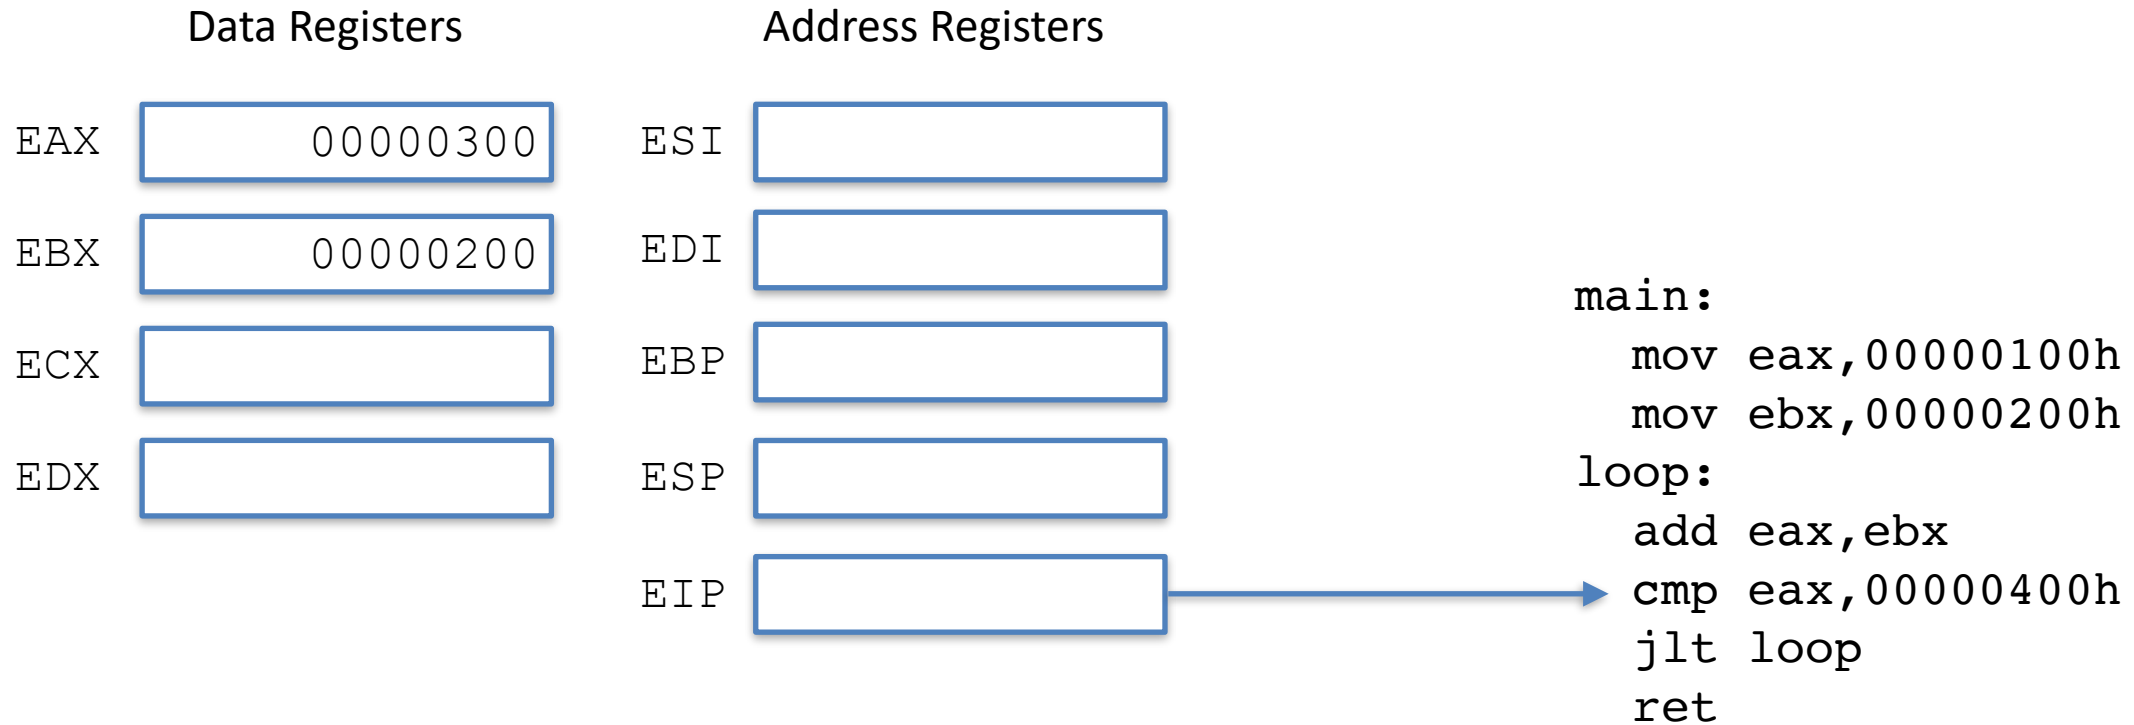 Data Registers
Address Registers
EAX 00000300
EBX 00000200
ECX
EDX
ESI
EDI
EBP
ESP
EIP
main:
mov eax,00000100h
mov ebx,00000200h
loop:
add eax,ebx
cmp eax,00000400h
jlt loop
ret